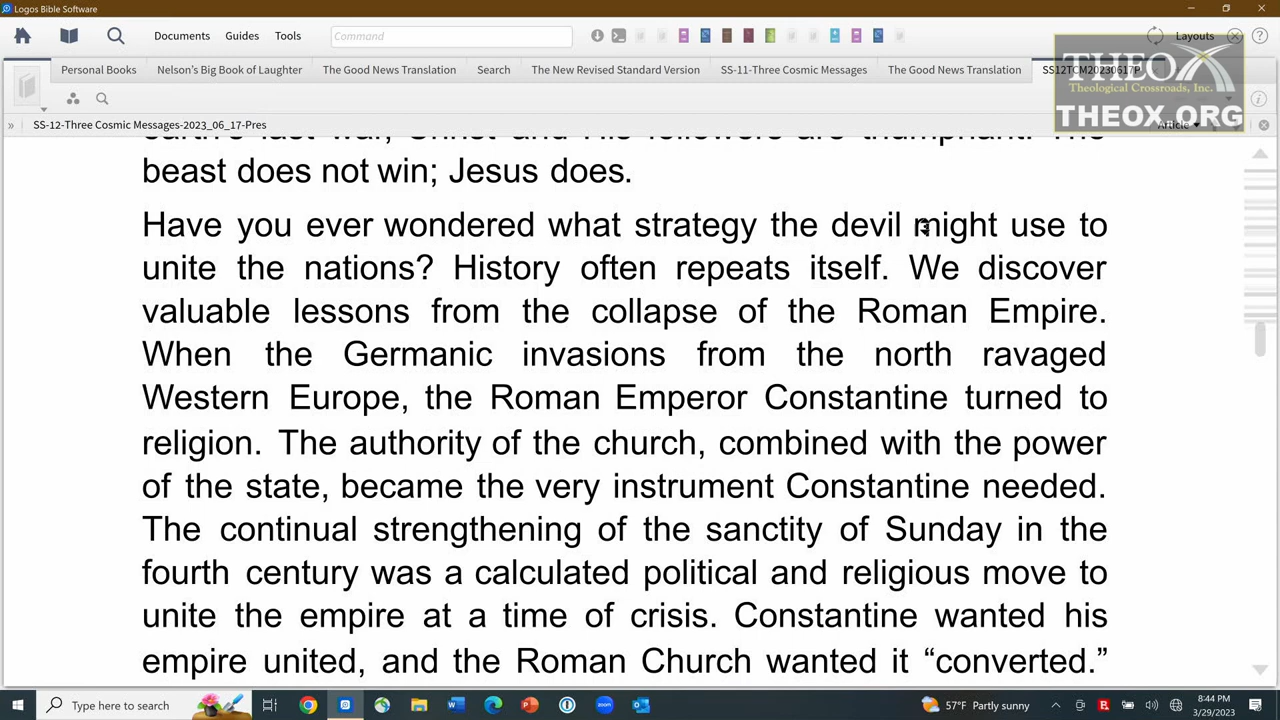 Logos Bible Software
Documents Guides Tools Command Layouts
Personal Books Nelson's Big Book of Laughter The Go ion Search The New Revised Standard Version SS-11-Three Cosmic Messages The Good News Translation SS12TCM20230617P
THEOX
Theological Crossroads, Inc.
THEOX.ORG
SS-12-Three Cosmic Messages-2023_06_17-Pres Article
beast does not win; Jesus does.
Have you ever wondered what strategy the devil might use to
unite the nations? History often repeats itself. We discover
valuable lessons from the collapse of the Roman Empire.
When the Germanic invasions from the north ravaged
Western Europe, the Roman Emperor Constantine turned to
religion. The authority of the church, combined with the power
of the state, became the very instrument Constantine needed.
The continual strengthening of the sanctity of Sunday in the
fourth century was a calculated political and religious move to
unite the empire at a time of crisis. Constantine wanted his
empire united, and the Roman Church wanted it “converted.”
Type here to search 57°F Partly sunny 8:44 PM
3/29/2023